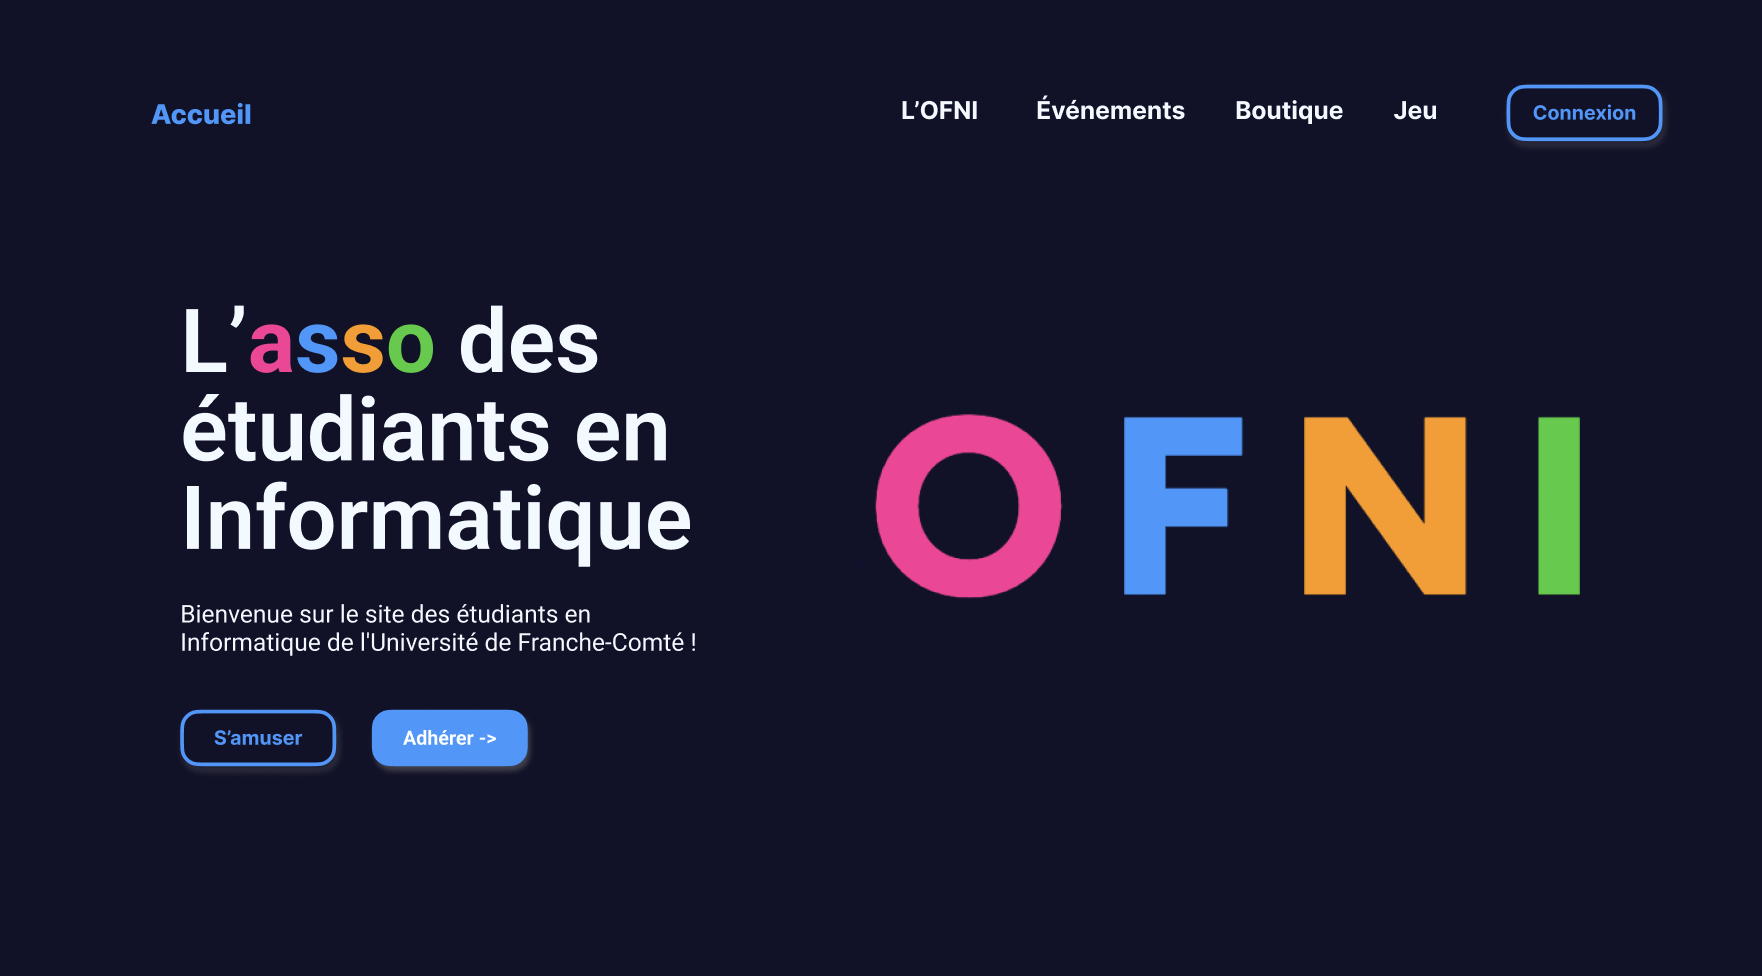 Accueil
L’OFNI
Événements
Boutique
Jeu
Connexion
L’asso des
étudiants en
Informatique
OFNI
Bienvenue sur le site des étudiants en
Informatique de l'Université de Franche-Comté !
S’amuser
Adhérer ->